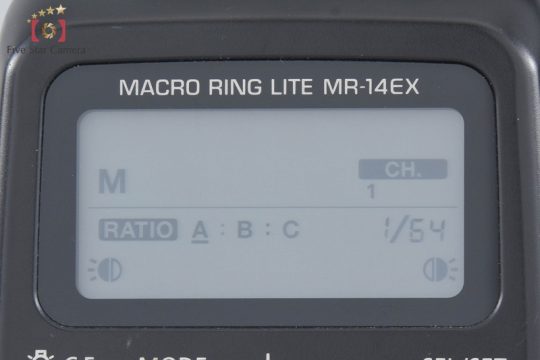 Five Star Camera
MACRO RING LITE MR-14EX
CH.
M
1
RATIO A : B : C 1/64